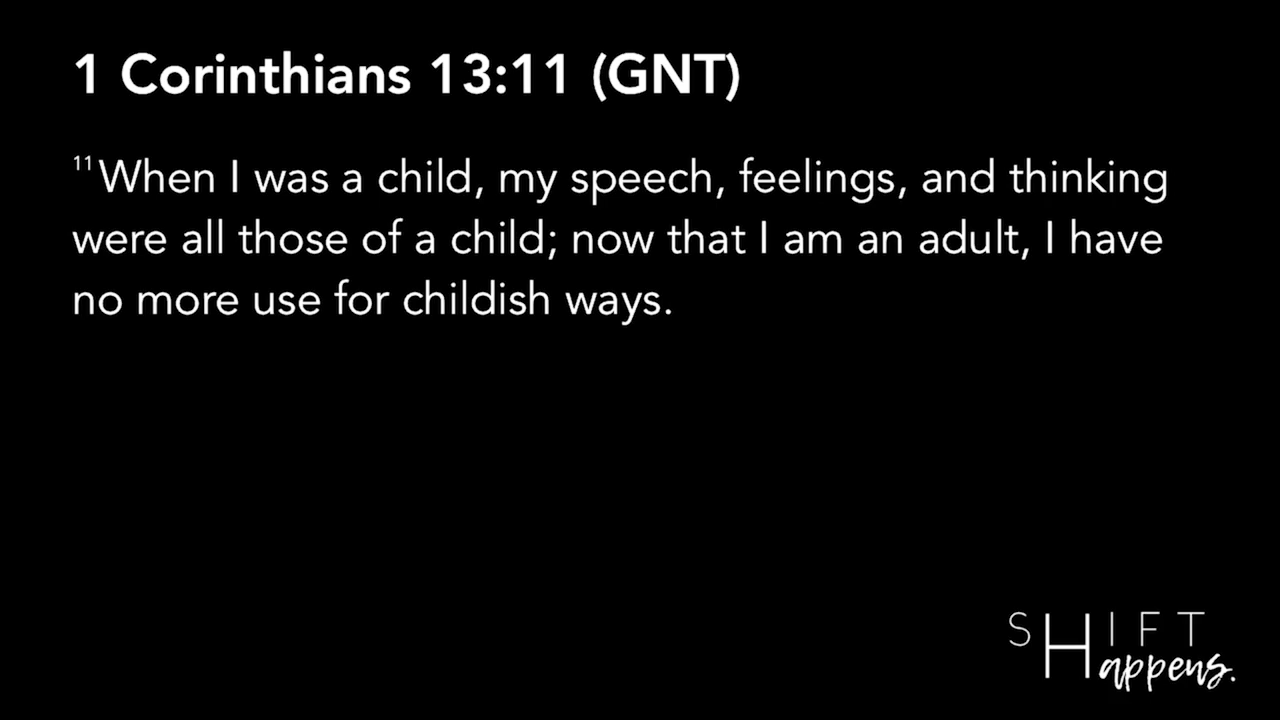 1 Corinthians 13:11 (GNT)
11 When I was a child, my speech, feelings, and thinking
were all those of a child; now that I am an adult, I have
no more use for childish ways.
SHIFT
Happens.